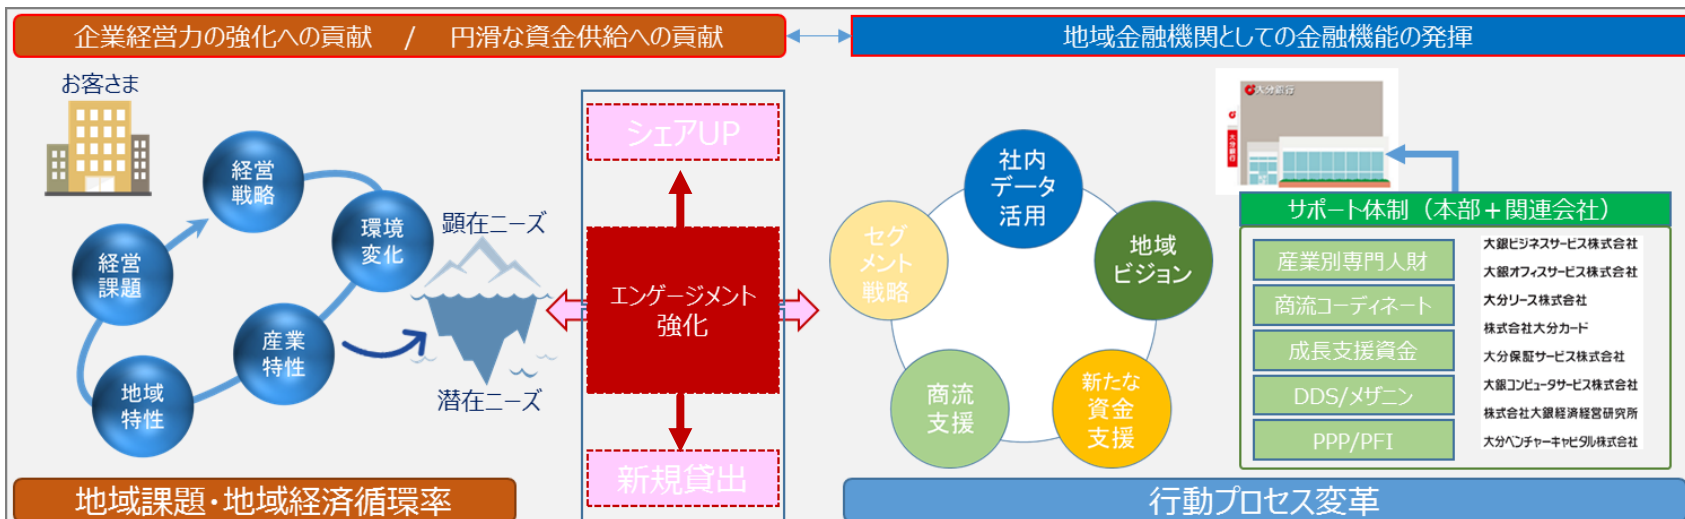 企業経営力の強化への貢献 / 円滑な資金供給への貢献
地域金融機関としての金融機能の発揮
お客さま
経営
戦略
環境
変化
経営
課題
産業
特性
地域
特性
顕在ニーズ
潜在ニーズ
シェアUP
エンゲージメント
強化
新規貸出
社内
データ
活用
地域
ビジョン
新たな
資金
支援
商流
支援
セグ
メント
戦略
大分銀行
大分銀行
サポート体制（本部＋関連会社）
産業別専門人財
商流コーディネート
成長支援資金
DDS/メザニン
PPP/PFI
大銀ビジネスサービス株式会社
大銀オフィスサービス株式会社
大分リース株式会社
株式会社大分カード
大分保証サービス株式会社
大銀コンピュータサービス株式会社
株式会社大銀経済経営研究所
大分ベンチャーキャピタル株式会社
地域課題・地域経済循環率
行動プロセス変革